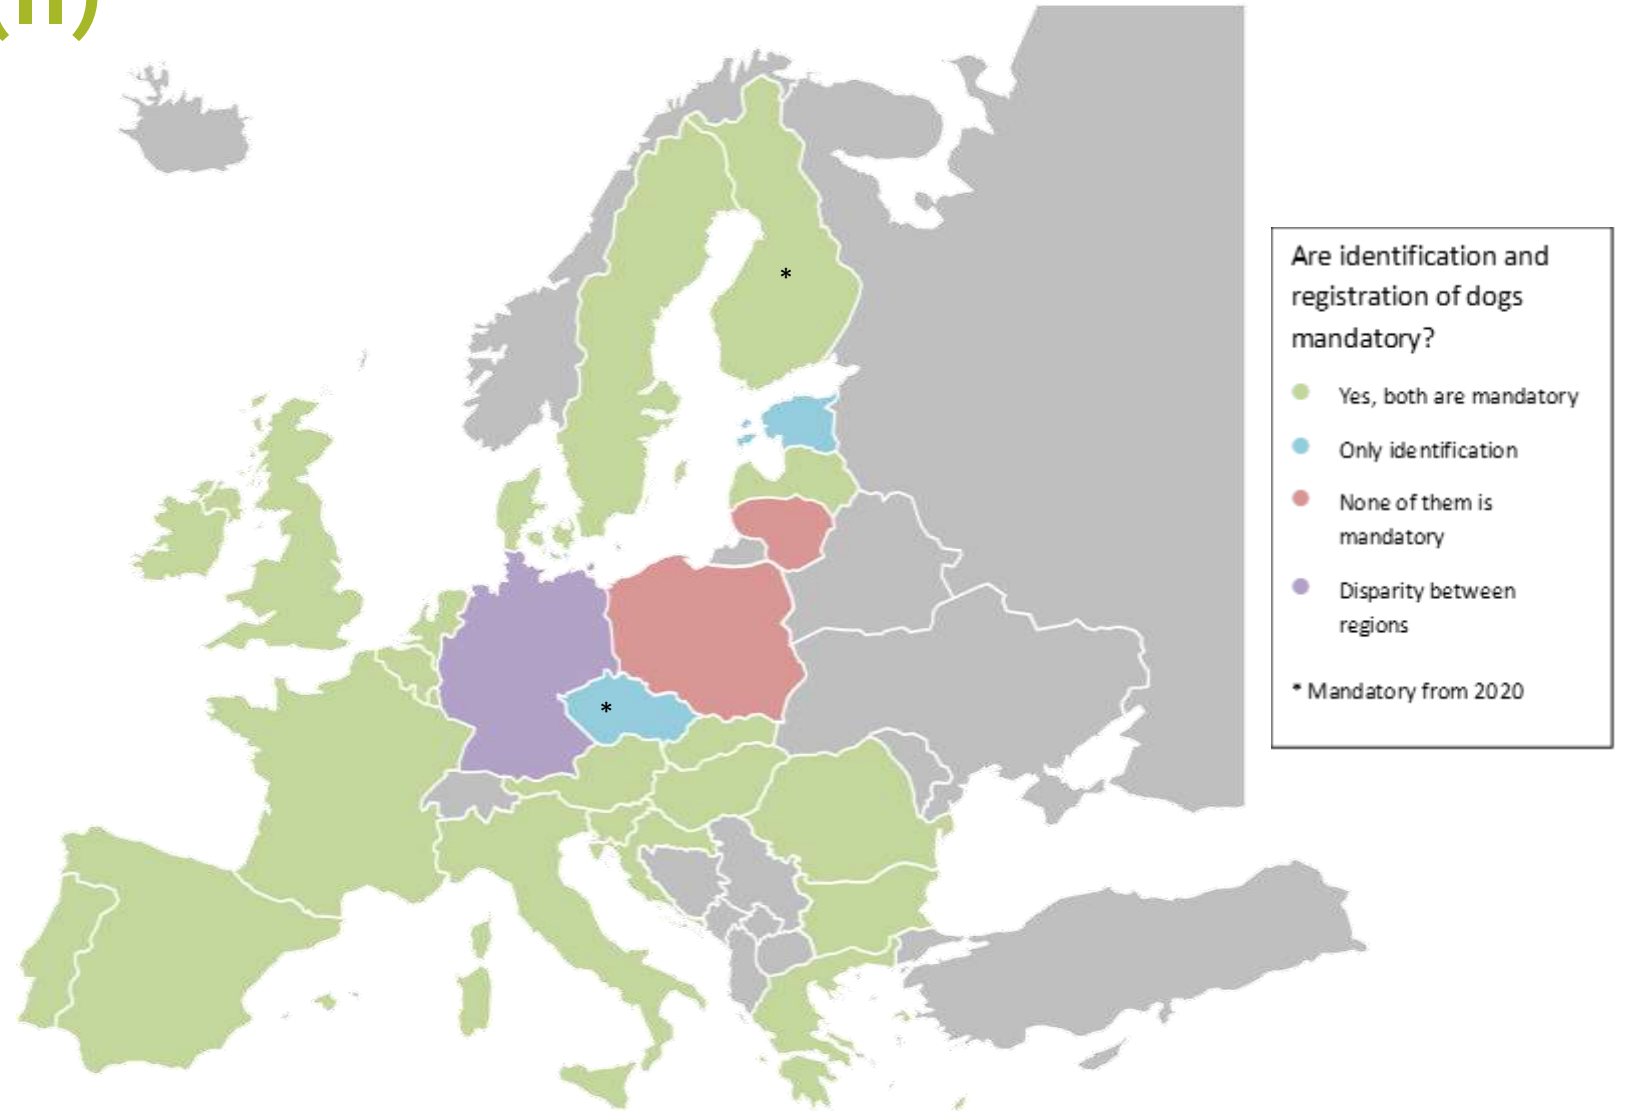 (II)
Are identification and
registration of dogs
mandatory?
Yes, both are mandatory
Only identification
None of them is
mandatory
Disparity between
regions
* Mandatory from 2020
*
*